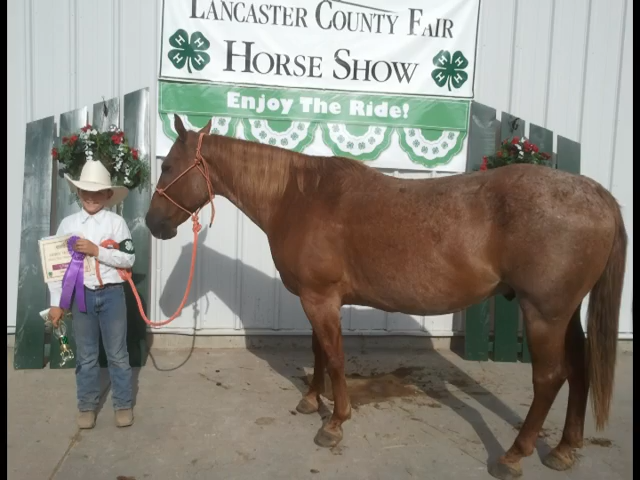 LANCASTER COUNTY FAIR
H H
H H
HORSE SHOW
H H
H H
Enjoy The Ride!